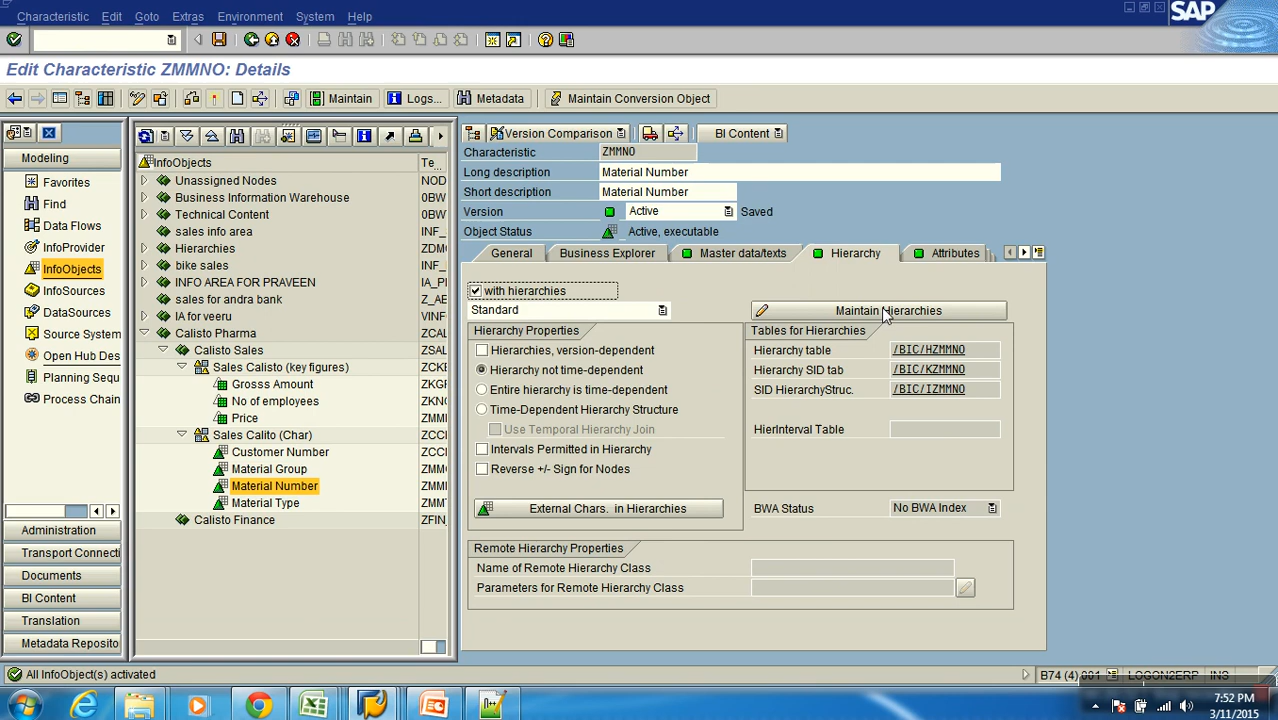 Characteristic Edit Goto Extras Environment System Help
SAP
Edit Characteristic ZMMNO: Details
Maintain Logs... Metadata Maintain Conversion Object
Modeling
Favorites
Find
Data Flows
InfoProvider
InfoObjects
InfoSources
DataSources
Source System
Open Hub Des
Planning Sequ
Process Chain
Administration
Transport Connecti
Documents
BI Content
Translation
Metadata Reposito
InfoObjects Te...
Unassigned Nodes NOD
Business Information Warehouse 0BW
Technical Content 0BW
sales info area INF_
Hierarchies ZDM
bike sales INF_
INFO AREA FOR PRAVEEN IA_P
sales for andra bank Z_AE
IA for veeru IA_
Calisto Pharma ZCAL
Calisto Sales ZSAL
Sales Calisto (key figures) ZCKE
Grosss Amount ZKGF
No of employees ZKGF
Price ZMMI
Sales Calito (Char) ZCCI
Customer Number ZCC
Material Group ZMM
Material Number ZMMI
Material Type ZMM
Calisto Finance ZFIN_
Version Comparison BI Content
Characteristic ZMMNO
Long description Material Number
Short description Material Number
Version Active Saved
Object Status Active, executable
General Business Explorer Master data/texts Hierarchy Attributes
with hierarchies
Standard Maintain Hierarchies
Hierarchy Properties
Hierarchies, version-dependent
Hierarchy not time-dependent
Entire hierarchy is time-dependent
Time-Dependent Hierarchy Structure
Use Temporal Hierarchy Join
Intervals Permitted in Hierarchy
Reverse +/- Sign for Nodes
External Chars. in Hierarchies
Tables for Hierarchies
Hierarchy table /BIC/HZMMNO
Hierarchy SID tab /BIC/KZMMNO
SID HierarchyStruc. /BIC/IZMMNO
HierInterval Table
BWA Status No BWA Index
Remote Hierarchy Properties
Name of Remote Hierarchy Class
Parameters for Remote Hierarchy Class
All InfoObject(s) activated B74 (4) 001 LOGON2ERP INS
7:52 PM
3/11/2015